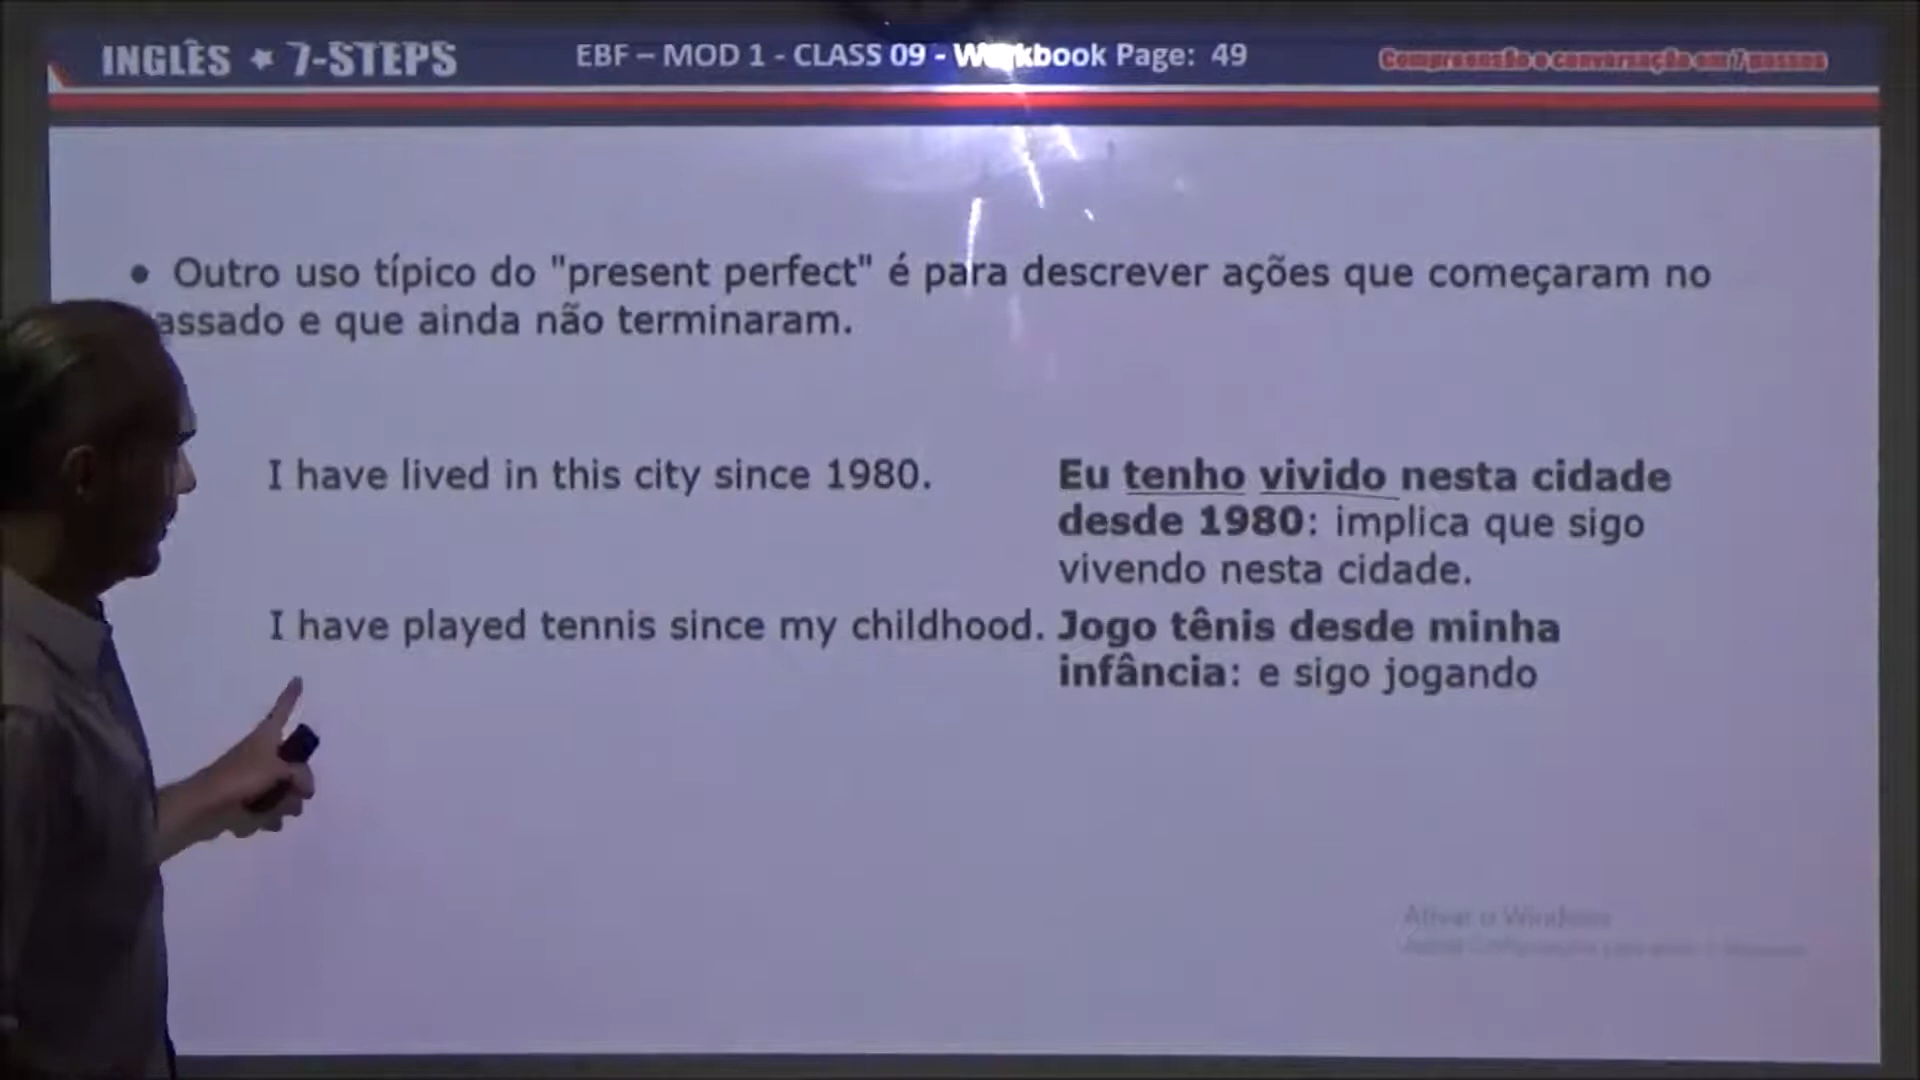 INGLÊS ★ 7-STEPS
EBF – MOD 1 - CLASS 09 - Workbook Page: 49
Compreensão e conversação em 7 passos
• Outro uso típico do "present perfect" é para descrever ações que começaram no
assado e que ainda não terminaram.
I have lived in this city since 1980.
Eu tenho vivido nesta cidade
desde 1980: implica que sigo
vivendo nesta cidade.
I have played tennis since my childhood.
Jogo tênis desde minha
infância: e sigo jogando
Ativar o Windows